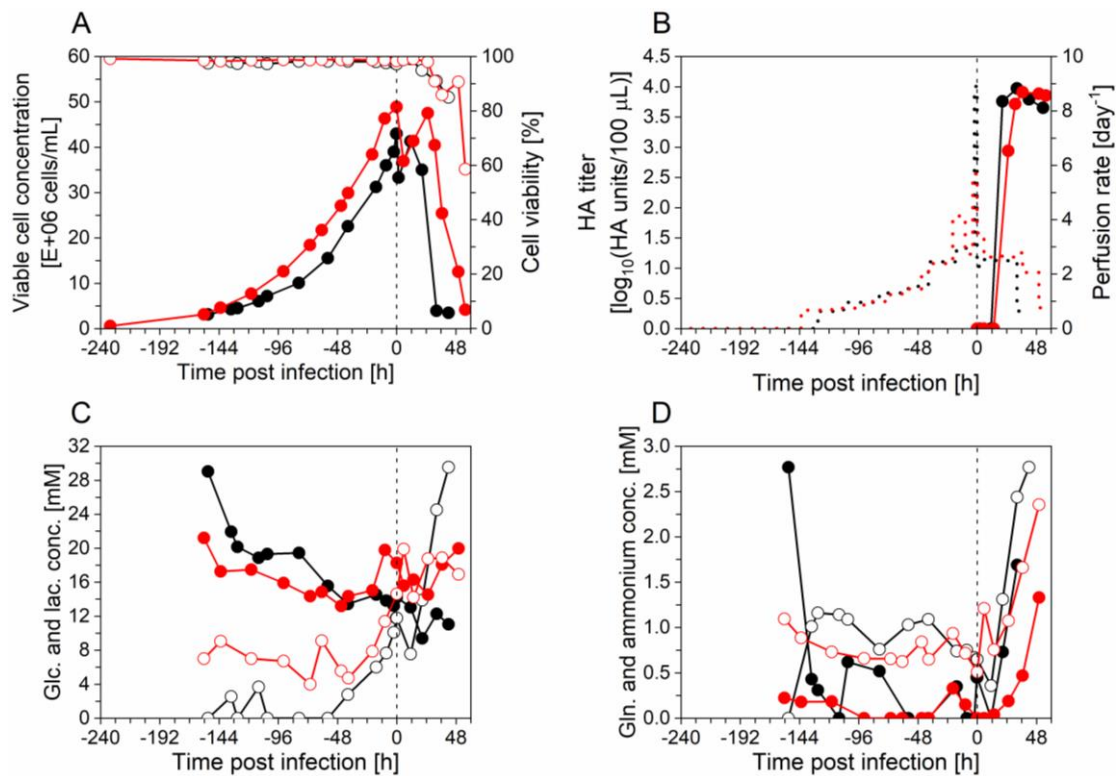 A
B
60
50
40
30
20
10
0
100
80
60
40
20
0
Viable cell concentration
[E+06 cells/mL]
Cell viability [%]
-240 -192 -144 -96 -48 0 48
Time post infection [h]
4.5
4.0
3.5
3.0
2.5
2.0
1.5
1.0
0.5
0.0
10
8
6
4
2
0
HA titer
[log10(HA units/100 µL)]
Perfusion rate [day-1]
-240 -192 -144 -96 -48 0 48
Time post infection [h]
C
D
32
28
24
20
16
12
8
4
0
Glc. and lac. conc. [mM]
-240 -192 -144 -96 -48 0 48
Time post infection [h]
3.0
2.5
2.0
1.5
1.0
0.5
0.0
Gln. and ammonium conc. [mM]
-240 -192 -144 -96 -48 0 48
Time post infection [h]